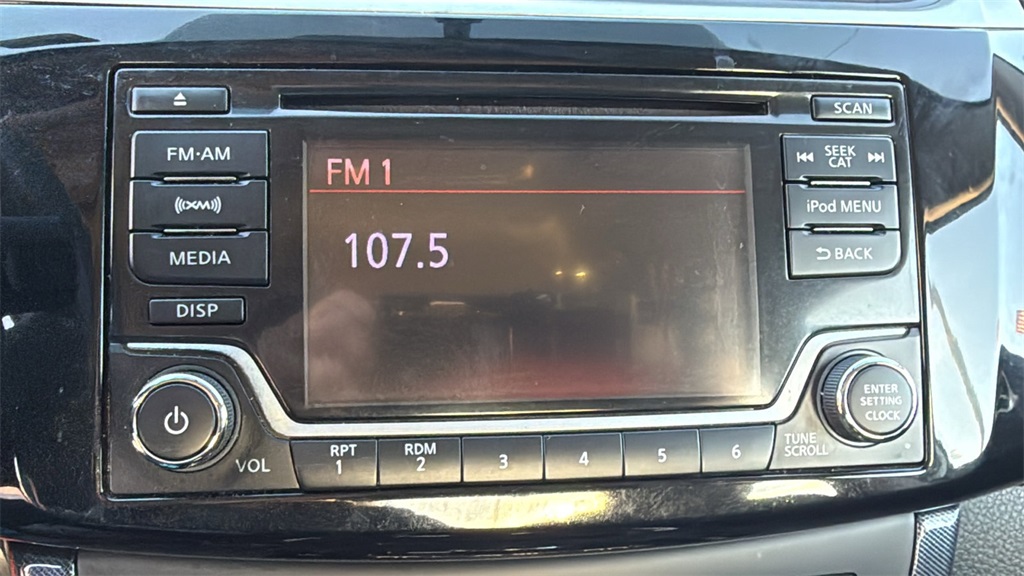 SCAN
FM·AM
SEEK
CAT
FM 1
((XM))
iPod MENU
107.5
MEDIA
BACK
DISP
ENTER
SETTING
CLOCK
VOL
RPT
1
RDM
2
3
4
5
6
TUNE
SCROLL